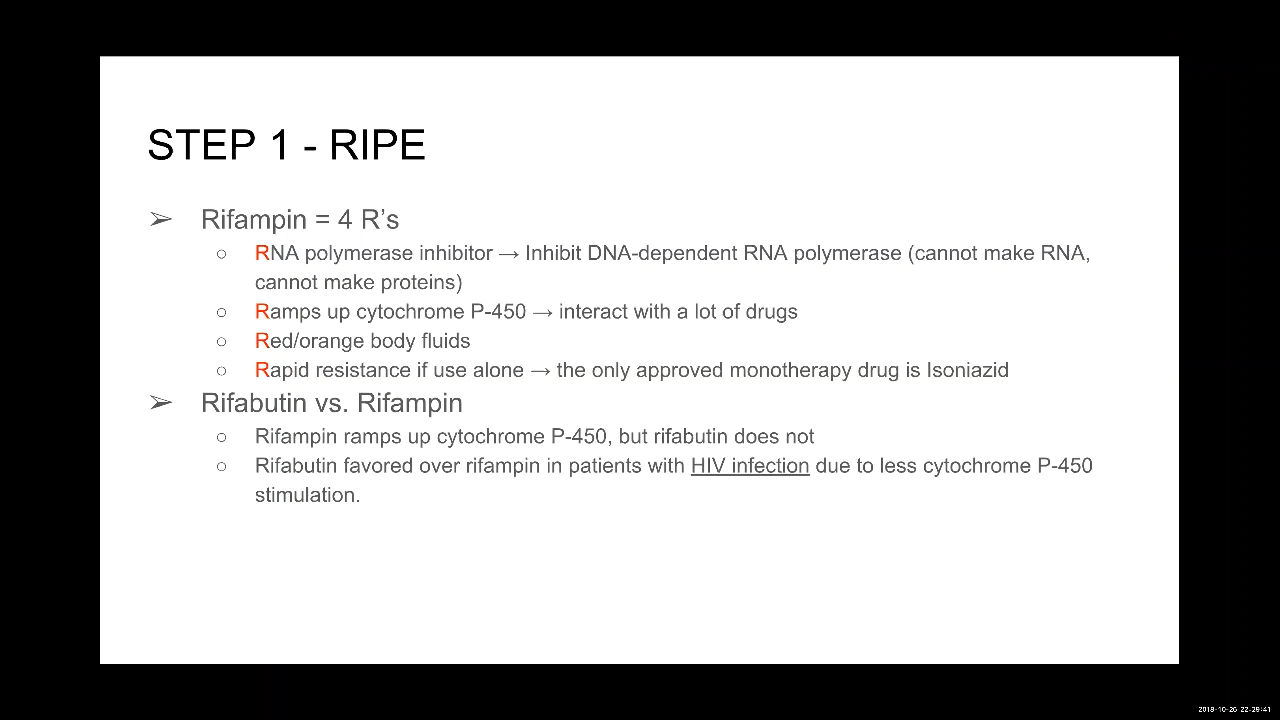 STEP 1 - RIPE
➢ Rifampin = 4 R’s
○ RNA polymerase inhibitor → Inhibit DNA-dependent RNA polymerase (cannot make RNA,
cannot make proteins)
○ Ramps up cytochrome P-450 → interact with a lot of drugs
○ Red/orange body fluids
○ Rapid resistance if use alone → the only approved monotherapy drug is Isoniazid
➢ Rifabutin vs. Rifampin
○ Rifampin ramps up cytochrome P-450, but rifabutin does not
○ Rifabutin favored over rifampin in patients with HIV infection due to less cytochrome P-450
stimulation.
2018-10-26 22:29:41